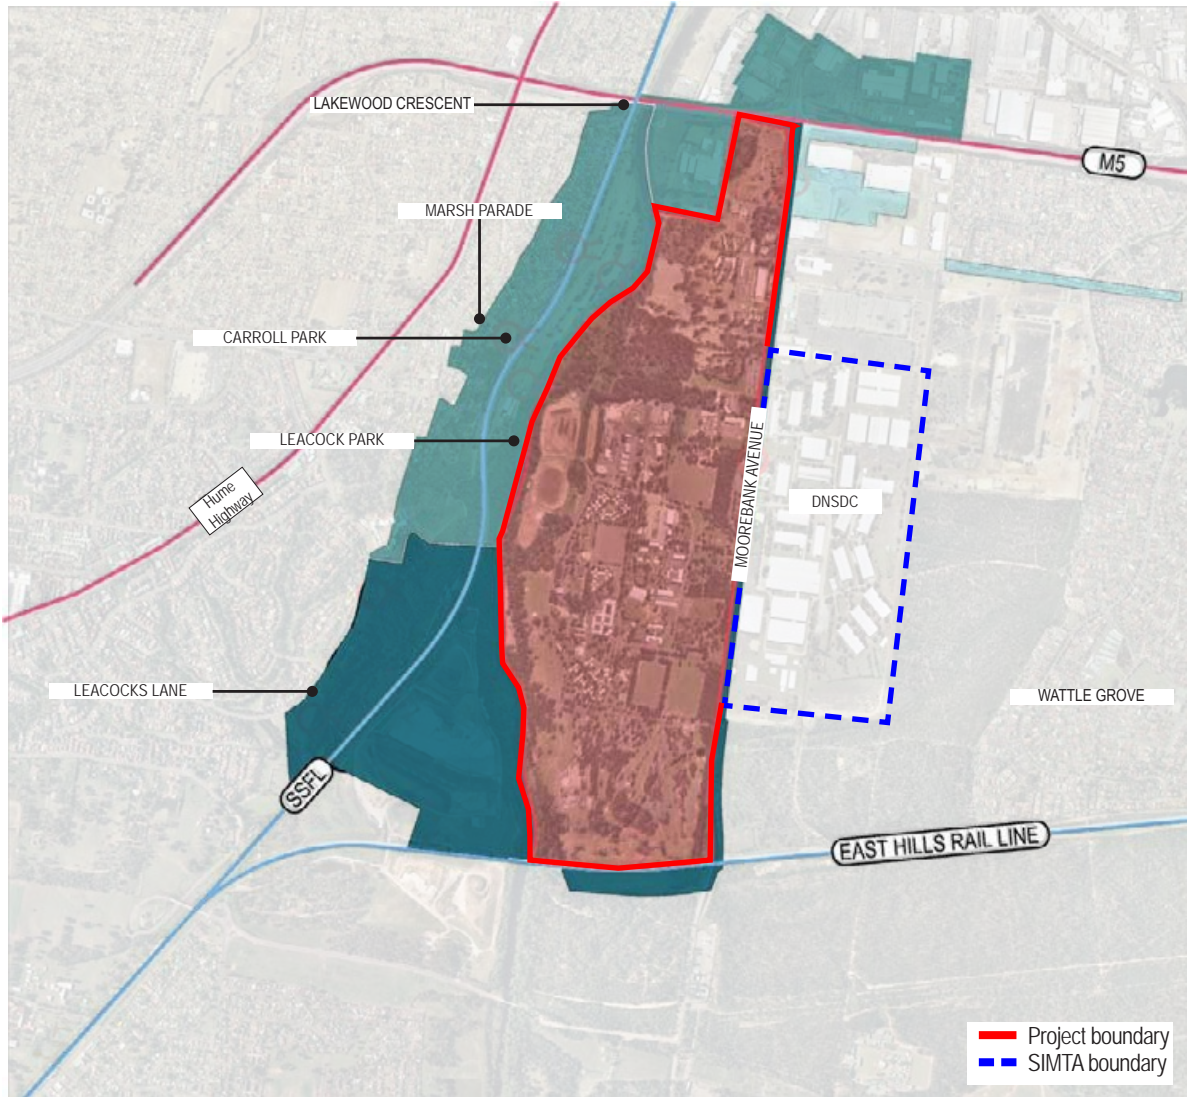 LAKEWOOD CRESCENT
M5
MARSH PARADE
CARROLL PARK
LEACOCK PARK
MOOREBANK AVENUE
Hume
Highway
DNSDC
LEACOCKS LANE
WATTLE GROVE
SSFL
EAST HILLS RAIL LINE
Project boundary
SIMTA boundary